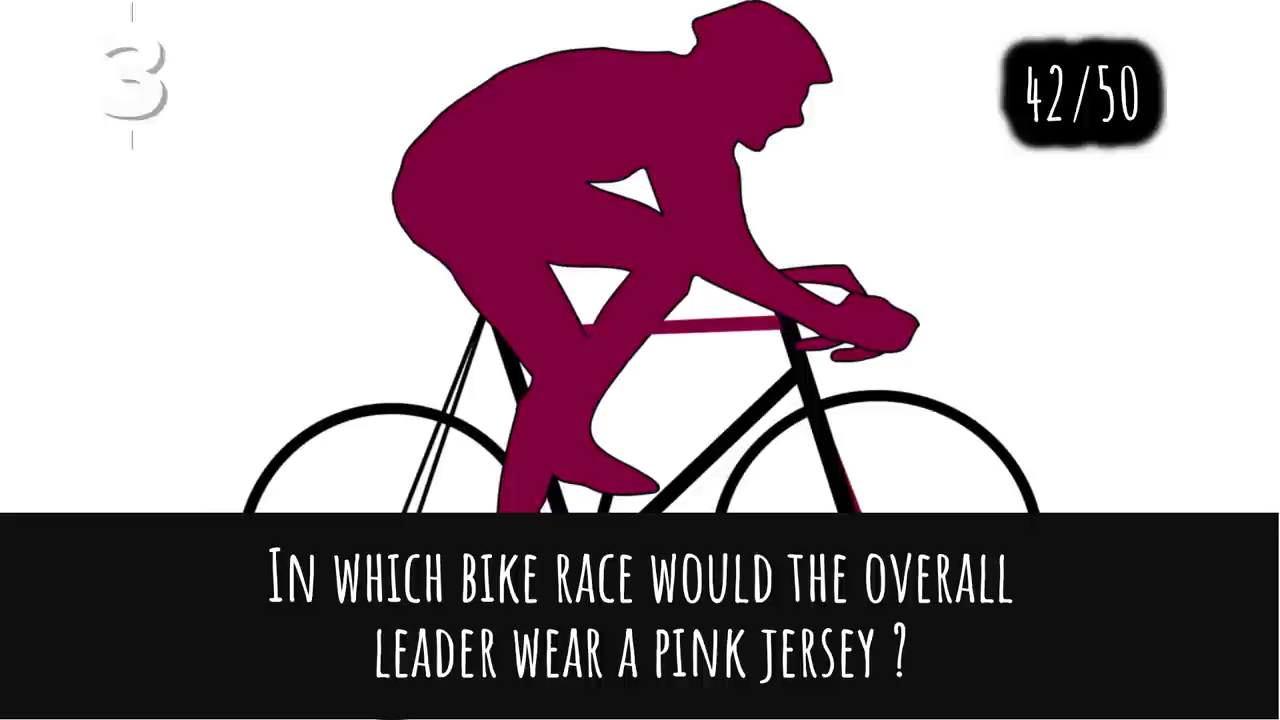 3
42/50
In which bike race would the overall
leader wear a pink jersey ?